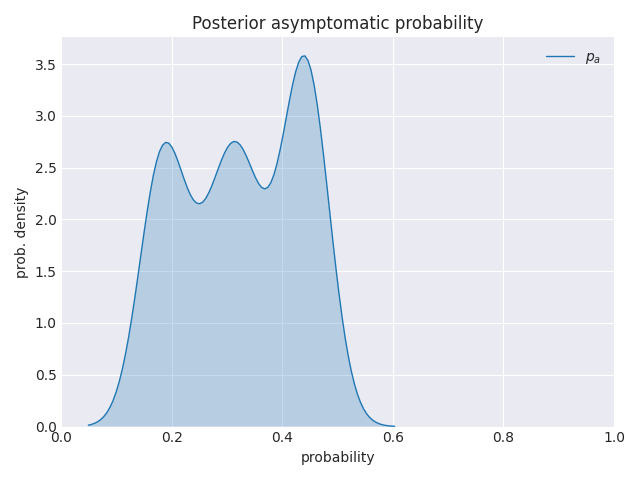 Posterior asymptomatic probability
pₐ
prob. density
3.5
3.0
2.5
2.0
1.5
1.0
0.5
0.0
0.0 0.2 0.4 0.6 0.8 1.0
probability